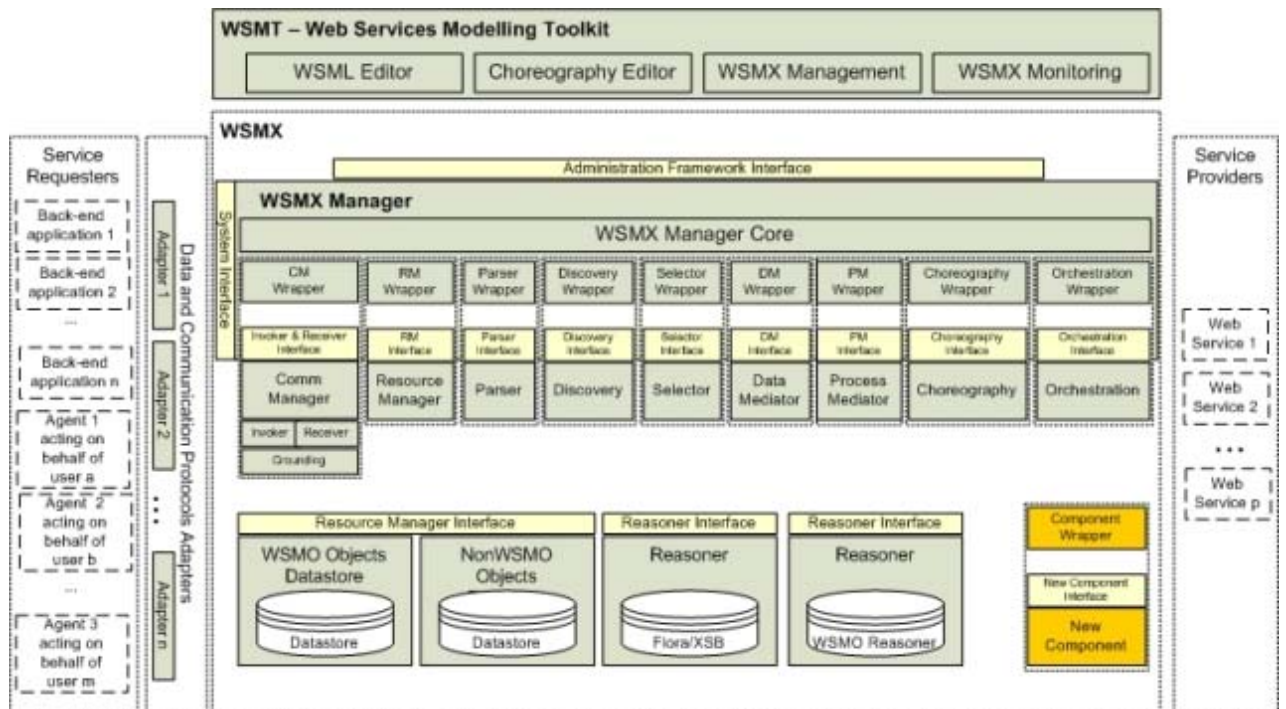 WSMT – Web Services Modelling Toolkit
WSML Editor
Choreography Editor
WSMX Management
WSMX Monitoring
Service
Requesters
Back-end
application 1
Back-end
application 2
...
Back-end
application n
Agent 1
acting on
behalf of
user a
Agent 2
acting on
behalf of
user b
...
Agent 3
acting on
behalf of
user m
Adapter 1
Adapter 2
...
Adapter n
Data and Communication Protocols Adapters
WSMX
Administration Framework Interface
System Interface
WSMX Manager
WSMX Manager Core
CM
Wrapper
RM
Wrapper
Parser
Wrapper
Discovery
Wrapper
Selector
Wrapper
DM
Wrapper
PM
Wrapper
Choreography
Wrapper
Orchestration
Wrapper
Invoker & Receiver
Interface
RM
Interface
Parser
Interface
Discovery
Interface
Selector
Interface
DM
Interface
PM
Interface
Choreography
Interface
Orchestration
Interface
Comm
Manager
Resource
Manager
Parser
Discovery
Selector
Data
Mediator
Process
Mediator
Choreography
Orchestration
Invoker
Receiver
Grounding
Resource Manager Interface
WSMO Objects
Datastore
Datastore
NonWSMO
Objects
Datastore
Reasoner Interface
Reasoner
Flora/XSB
Reasoner Interface
Reasoner
WSMO Reasoner
Component
Wrapper
New Component
Interface
New
Component
Service
Providers
Web
Service 1
Web
Service 2
...
Web
Service p